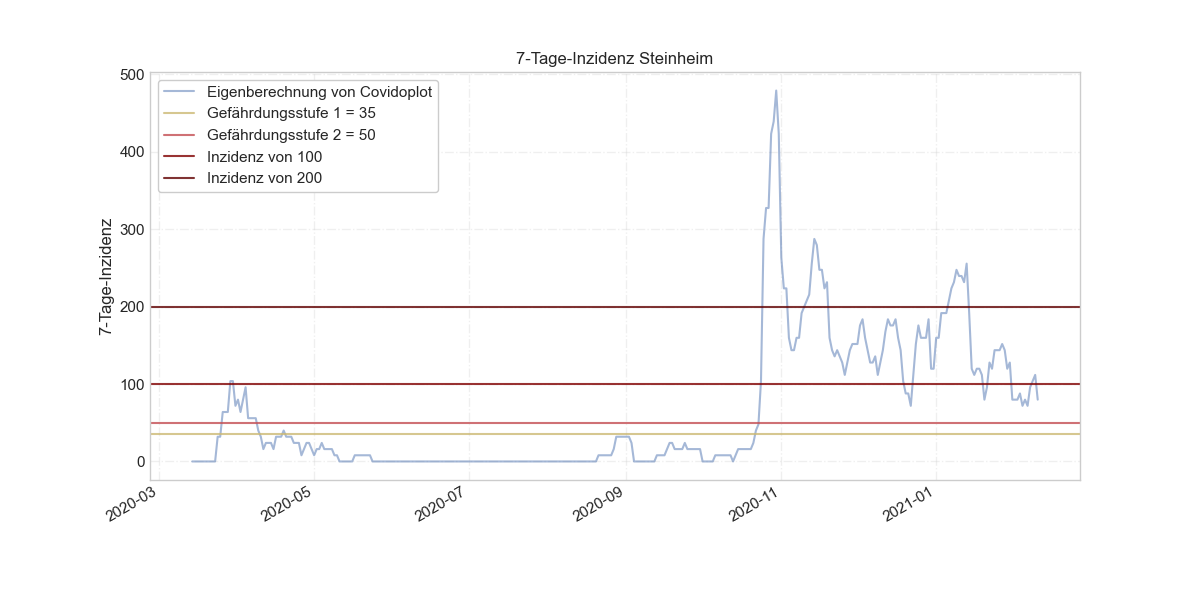 7-Tage-Inzidenz Steinheim
Eigenberechnung von Covidoplot
Gefährdungsstufe 1 = 35
Gefährdungsstufe 2 = 50
Inzidenz von 100
Inzidenz von 200
7-Tage-Inzidenz
500
400
300
200
100
0
2020-03
2020-05
2020-07
2020-09
2020-11
2021-01